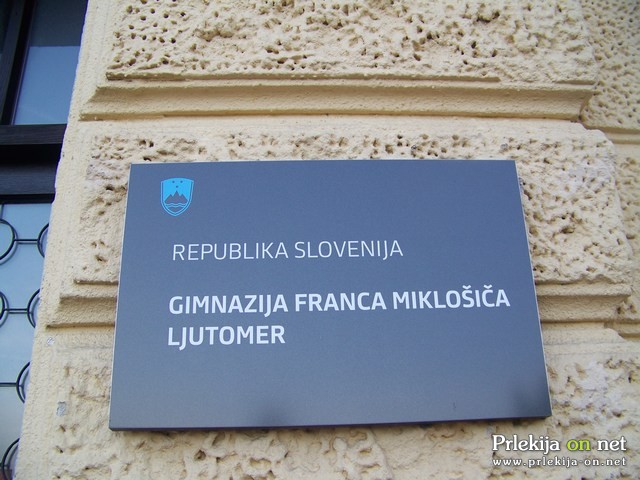 REPUBLIKA SLOVENIJA
GIMNAZIJA FRANCA MIKLOŠIČA
LJUTOMER
Prlekija on net
www.prlekija-on.net